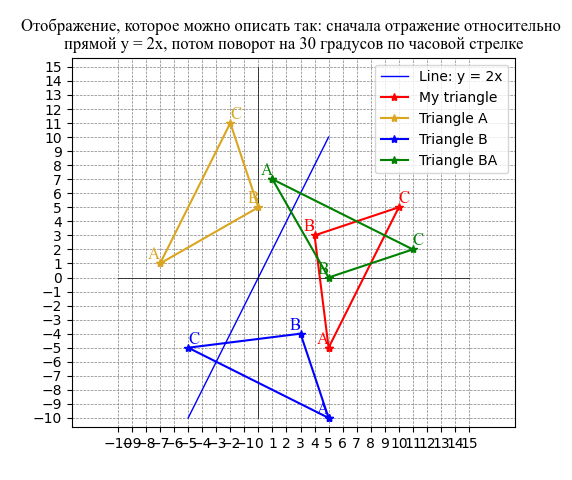 Отображение, которое можно описать так: сначала отражение относительно
прямой y = 2x, потом поворот на 30 градусов по часовой стрелке
Line: y = 2x
My triangle
Triangle A
Triangle B
Triangle BA
15
14
13
12
11
10
9
8
7
6
5
4
3
2
1
0
−1
−2
−3
−4
−5
−6
−7
−8
−9
−10
C
A
B
A
C
B
C
B
A
B
C
A
A
−10−9−8−7−6−5−4−3−2−1 0 1 2 3 4 5 6 7 8 9 10 11 12 13 14 15